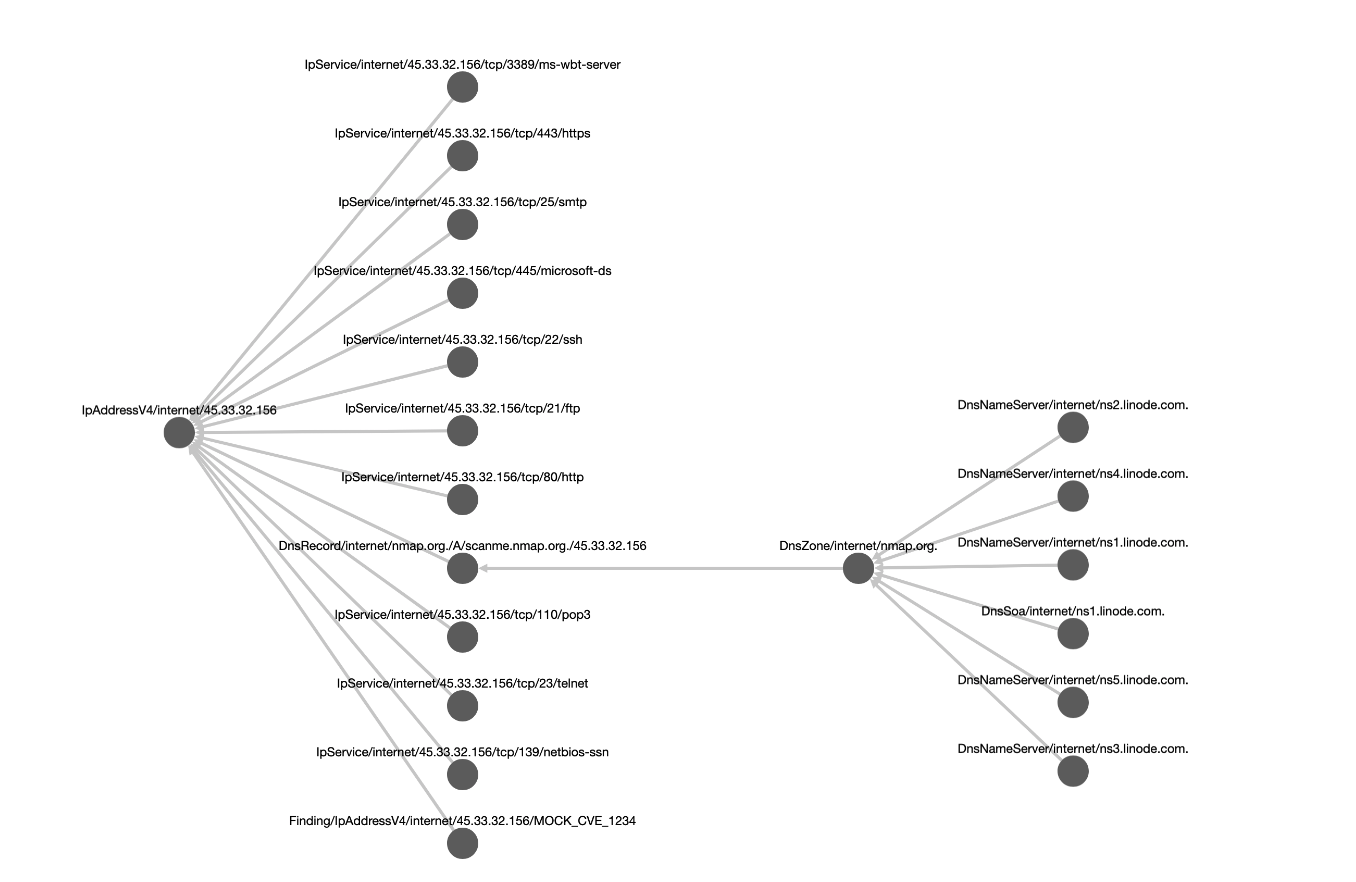 IpService/internet/45.33.32.156/tcp/3389/ms-wbt-server
IpService/internet/45.33.32.156/tcp/443/https
IpService/internet/45.33.32.156/tcp/25/smtp
IpService/internet/45.33.32.156/tcp/445/microsoft-ds
IpService/internet/45.33.32.156/tcp/22/ssh
IpAddressV4/internet/45.33.32.156
IpService/internet/45.33.32.156/tcp/21/ftp
IpService/internet/45.33.32.156/tcp/80/http
DnsRecord/internet/nmap.org./A/scanme.nmap.org./45.33.32.156
IpService/internet/45.33.32.156/tcp/110/pop3
IpService/internet/45.33.32.156/tcp/23/telnet
IpService/internet/45.33.32.156/tcp/139/netbios-ssn
Finding/IpAddressV4/internet/45.33.32.156/MOCK_CVE_1234
DnsZone/internet/nmap.org.
DnsNameServer/internet/ns2.linode.com.
DnsNameServer/internet/ns4.linode.com.
DnsNameServer/internet/ns1.linode.com.
DnsSoa/internet/ns1.linode.com.
DnsNameServer/internet/ns5.linode.com.
DnsNameServer/internet/ns3.linode.com.